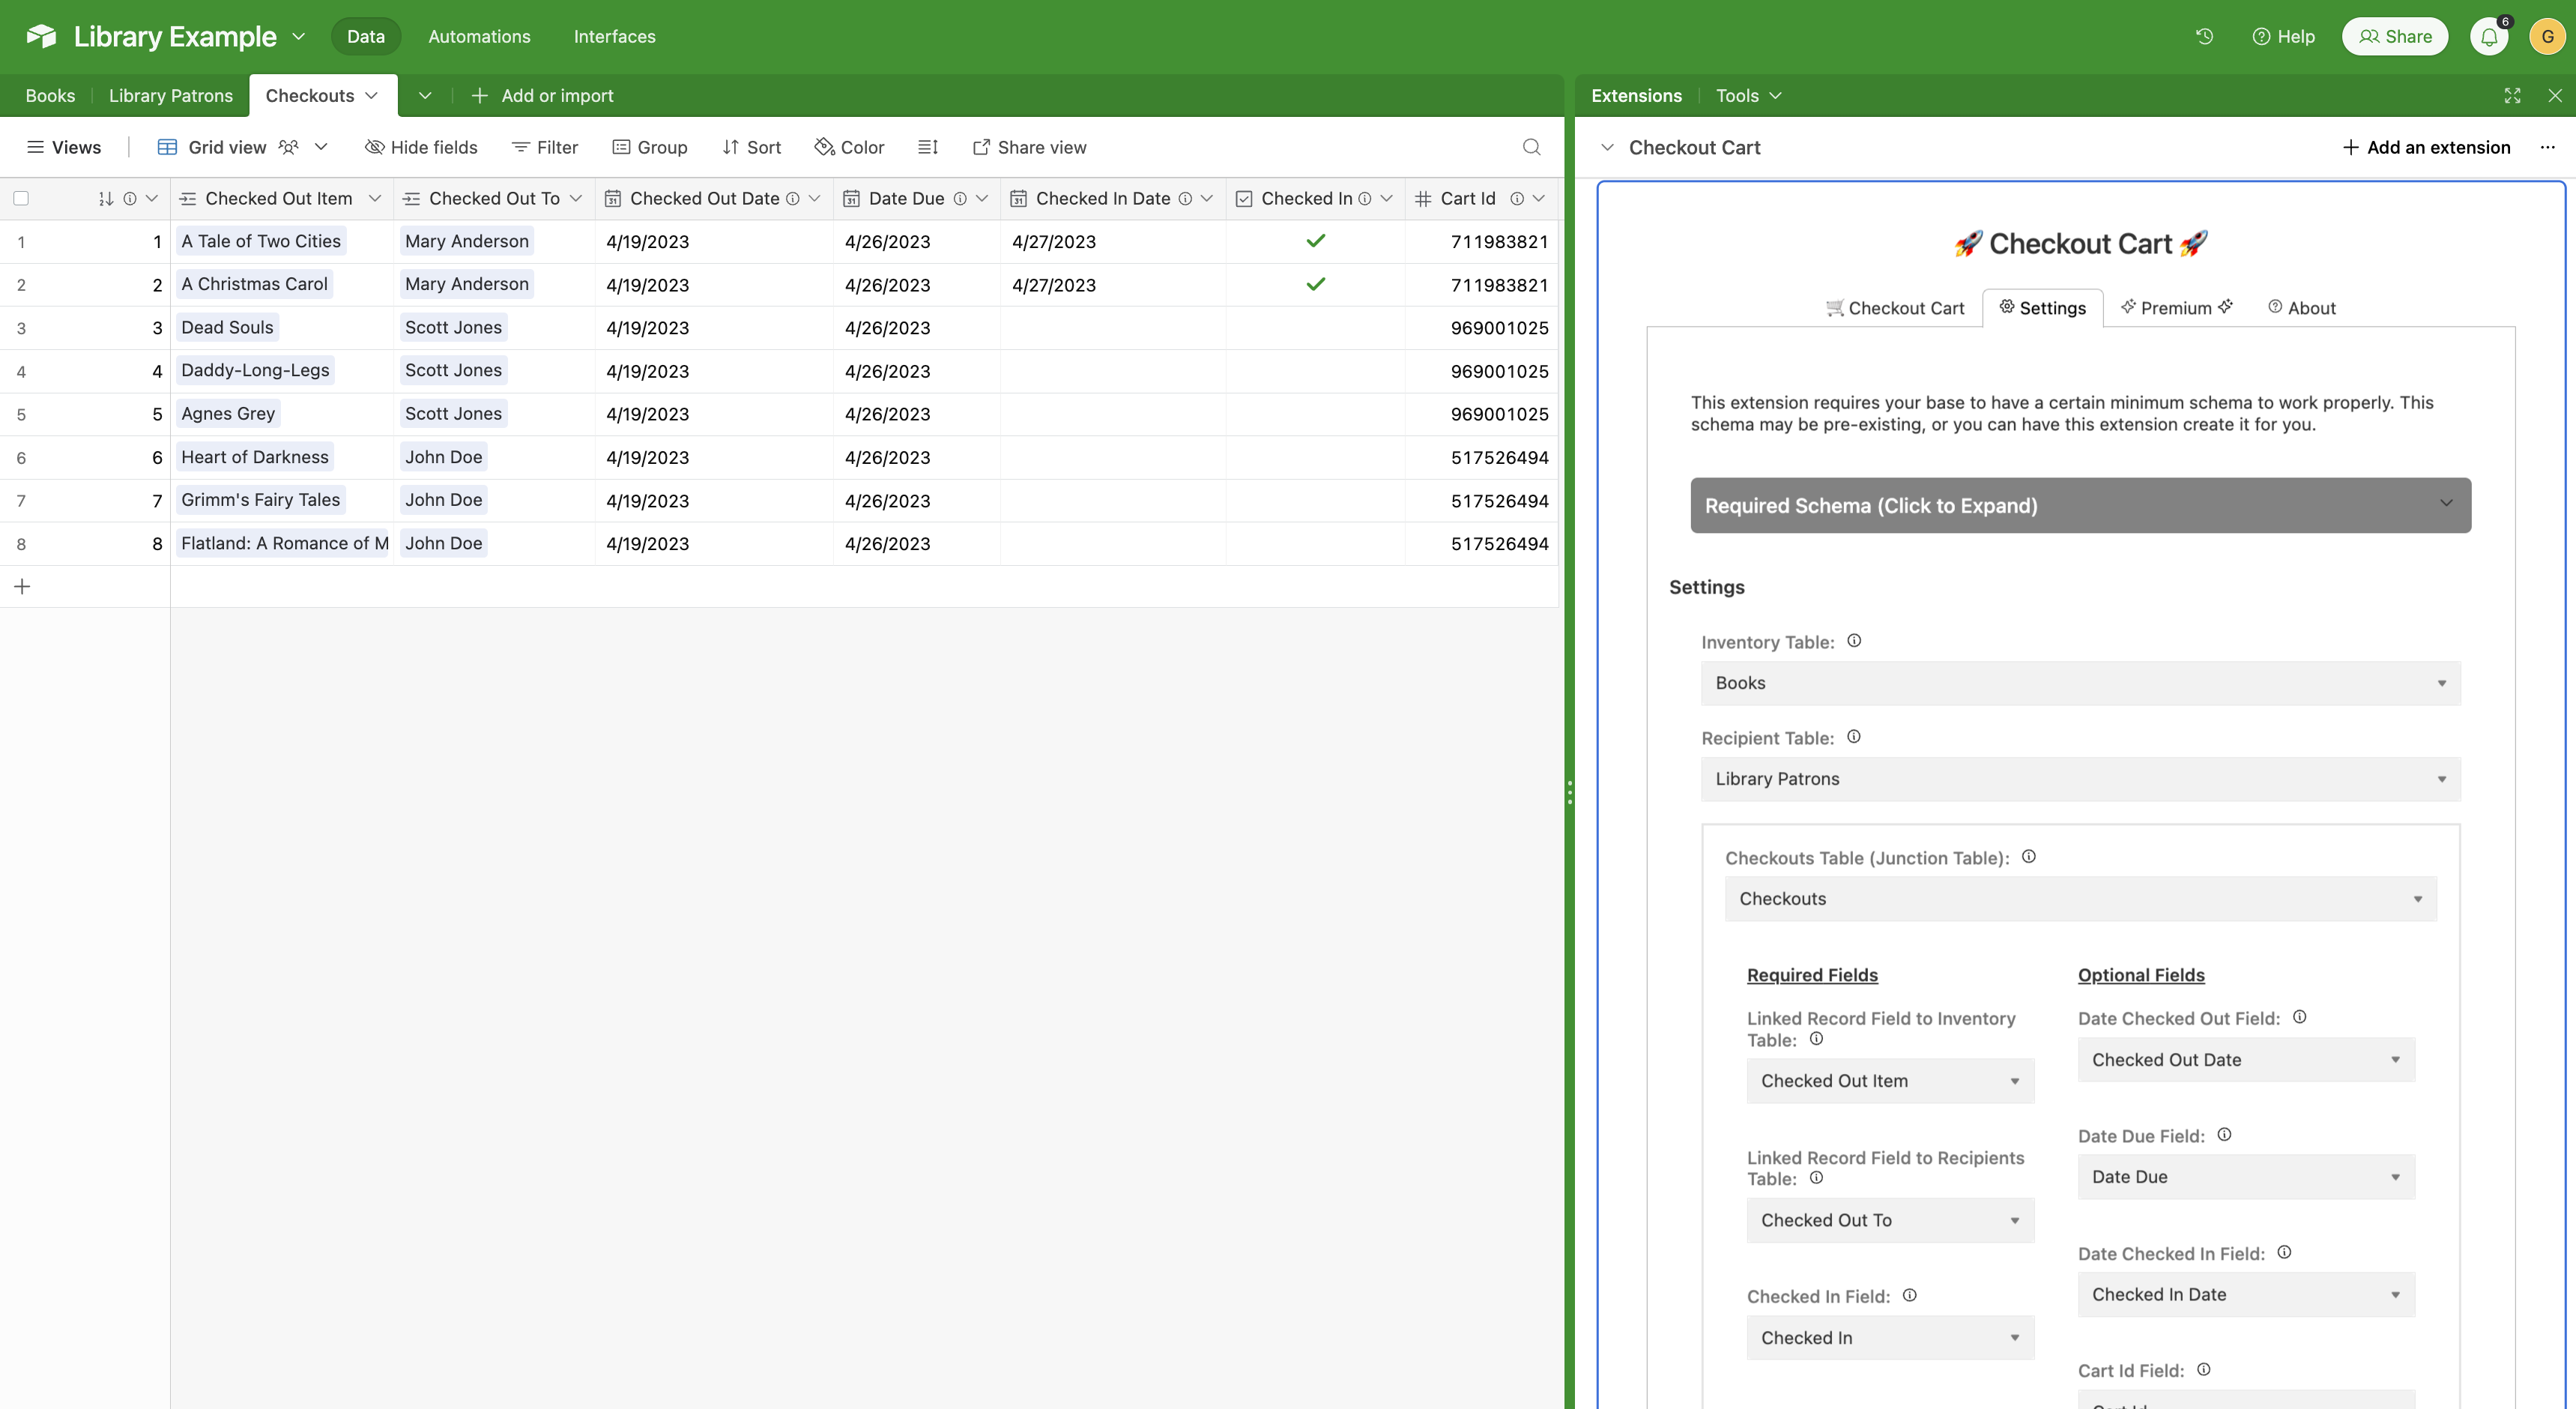 Library Example
Data
Automations
Interfaces
Help
Share
6
G
Books
Library Patrons
Checkouts
Add or import
Extensions
Tools
Views
Grid view
Hide fields
Filter
Group
Sort
Color
Share view
Checkout Cart
Add an extension
Checked Out Item
Checked Out To
Checked Out Date
Date Due
Checked In Date
Checked In
Cart Id
1 1 A Tale of Two Cities Mary Anderson 4/19/2023 4/26/2023 4/27/2023 711983821
2 2 A Christmas Carol Mary Anderson 4/19/2023 4/26/2023 4/27/2023 711983821
3 3 Dead Souls Scott Jones 4/19/2023 4/26/2023 969001025
4 4 Daddy-Long-Legs Scott Jones 4/19/2023 4/26/2023 969001025
5 5 Agnes Grey Scott Jones 4/19/2023 4/26/2023 969001025
6 6 Heart of Darkness John Doe 4/19/2023 4/26/2023 517526494
7 7 Grimm's Fairy Tales John Doe 4/19/2023 4/26/2023 517526494
8 8 Flatland: A Romance of M John Doe 4/19/2023 4/26/2023 517526494
🚀 Checkout Cart 🚀
Checkout Cart
Settings
Premium
About
This extension requires your base to have a certain minimum schema to work properly. This
schema may be pre-existing, or you can have this extension create it for you.
Required Schema (Click to Expand)
Settings
Inventory Table:
Books
Recipient Table:
Library Patrons
Checkouts Table (Junction Table):
Checkouts
Required Fields
Linked Record Field to Inventory
Table:
Checked Out Item
Linked Record Field to Recipients
Table:
Checked Out To
Checked In Field:
Checked In
Optional Fields
Date Checked Out Field:
Checked Out Date
Date Due Field:
Date Due
Date Checked In Field:
Checked In Date
Cart Id Field: